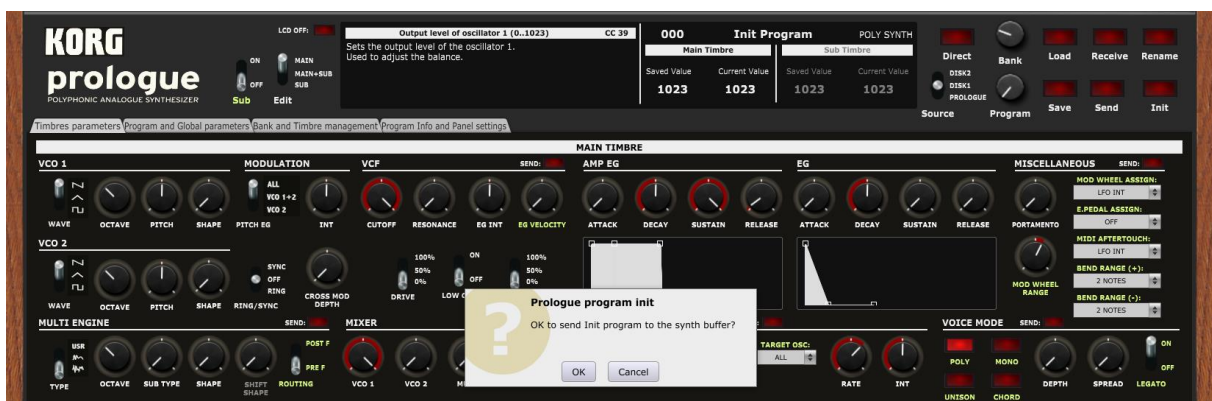 KORG
prologue
POLYPHONIC ANALOGUE SYNTHESIZER
LCD OFF:
ON
OFF
Sub
MAIN
MAIN+SUB
SUB
Edit
Output level of oscillator 1 (0..1023) CC 39
Sets the output level of the oscillator 1.
Used to adjust the balance.
000 Init Program POLY SYNTH
Main Timbre Sub Timbre
Saved Value Current Value Saved Value Current Value
1023 1023 1023 1023
Direct Bank Load Receive Rename
DISK2
DISK1
PROLOGUE
Source Program Save Send Init
Timbres parameters Program and Global parameters Bank and Timbre management Program Info and Panel settings
MAIN TIMBRE
VCO 1 MODULATION VCF SEND: AMP EG EG MISCELLANEOUS SEND:
ALL
VCO 1+2
VCO 2
WAVE OCTAVE PITCH SHAPE PITCH EG INT CUTOFF RESONANCE EG INT EG VELOCITY ATTACK DECAY SUSTAIN RELEASE ATTACK DECAY SUSTAIN RELEASE PORTAMENTO
MOD WHEEL ASSIGN:
LFO INT
E.PEDAL ASSIGN:
OFF
MIDI AFTERTOUCH:
LFO INT
BEND RANGE (+):
2 NOTES
BEND RANGE (-):
2 NOTES
MOD WHEEL
RANGE
VCO 2
SYNC
OFF
RING
100%
50%
0%
ON
OFF
100%
50%
0%
WAVE OCTAVE PITCH SHAPE RING/SYNC CROSS MOD
DEPTH
DRIVE
Prologue program init
OK to send Init program to the synth buffer?
OK Cancel
MULTI ENGINE SEND: MIXER VOICE MODE SEND:
USR
POST F
PRE F
TYPE OCTAVE SUB TYPE SHAPE SHIFT
SHAPE
ROUTING
VCO 1 VCO 2
TARGET OSC:
ALL
RATE INT
POLY MONO
UNISON CHORD
DEPTH SPREAD LEGATO
ON
OFF